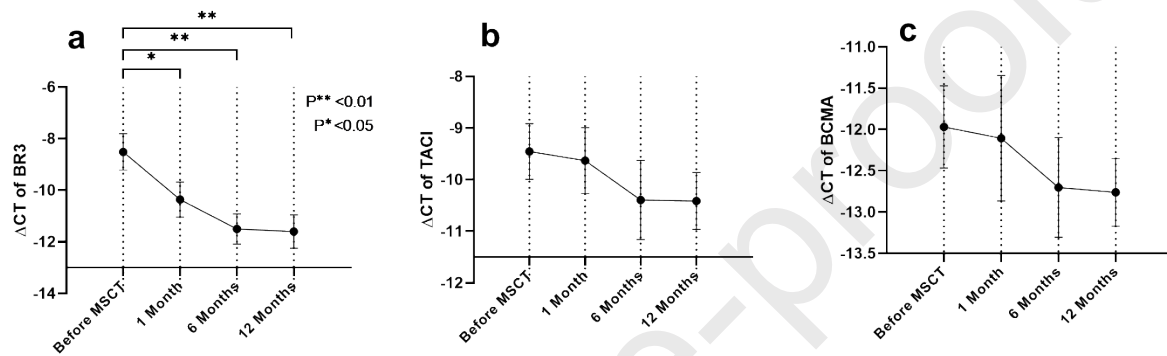 a
**
**
*
P** <0.01
P* <0.05
ΔCT of BR3
-6
-8
-10
-12
-14
Before MSCT
1 Month
6 Months
12 Months
b
ΔCT of TACI
-8
-9
-10
-11
-12
Before MSCT
1 Month
6 Months
12 Months
c
ΔCT of BCMA
-11.0
-11.5
-12.0
-12.5
-13.0
-13.5
Before MSCT
1 Month
6 Months
12 Months
e-proo